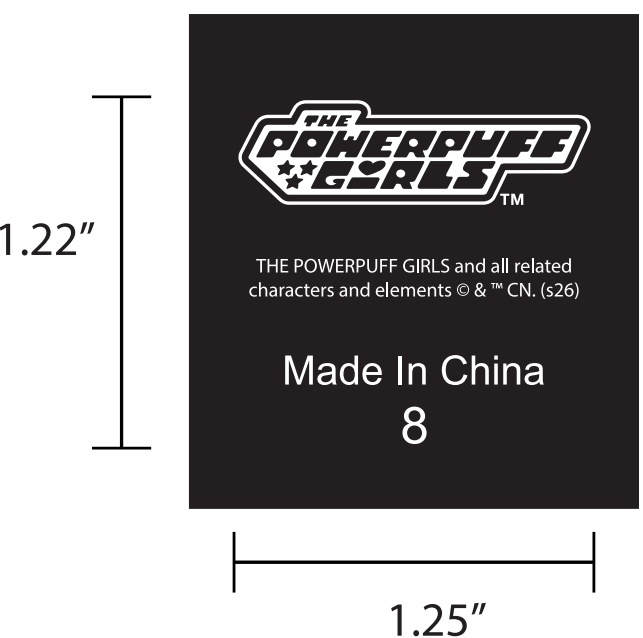 THE
POWERPUFF
GIRLS
TM
1.22”
THE POWERPUFF GIRLS and all related
characters and elements © & ™ CN. (s26)
Made In China
8
1.25”